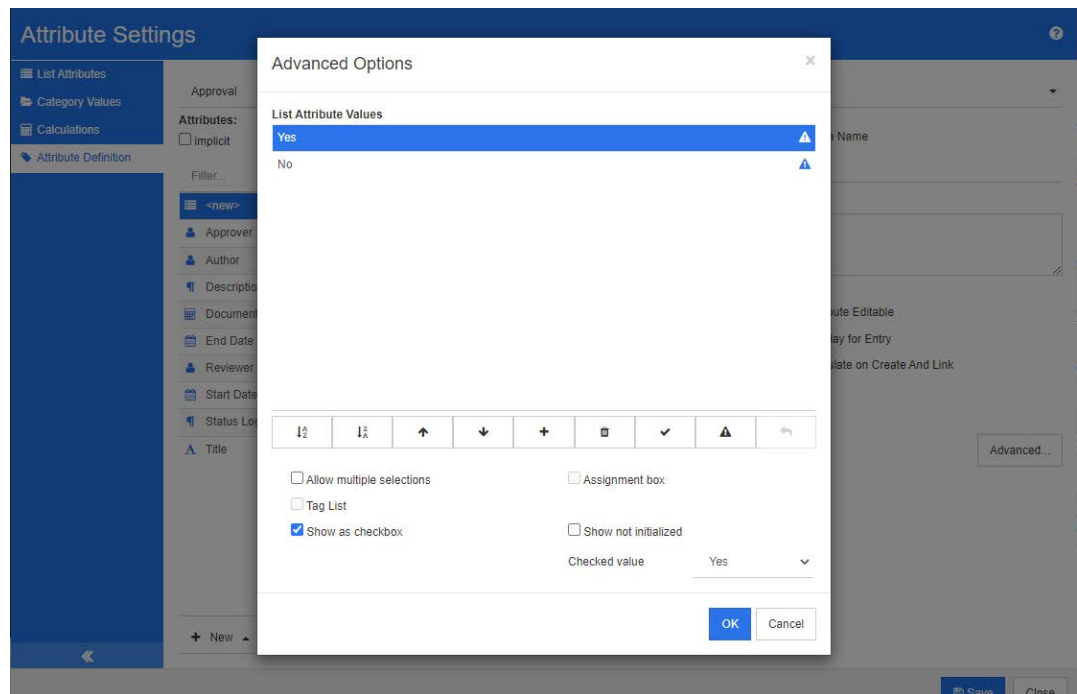 Attribute Settings
List Attributes
Category Values
Calculations
Attribute Definition
Approval
Attributes:
implicit
Filter...
<new>
Approver
Author
Descriptio
Document
End Date
Reviewer
Start Date
Status Log
Title
+ New
Advanced Options
List Attribute Values
Yes
No
Allow multiple selections
Assignment box
Tag List
Show as checkbox
Show not initialized
Checked value
Yes
OK
Cancel
Name
ute Editable
lay for Entry
ulate on Create And Link
Advanced...
Save
Close